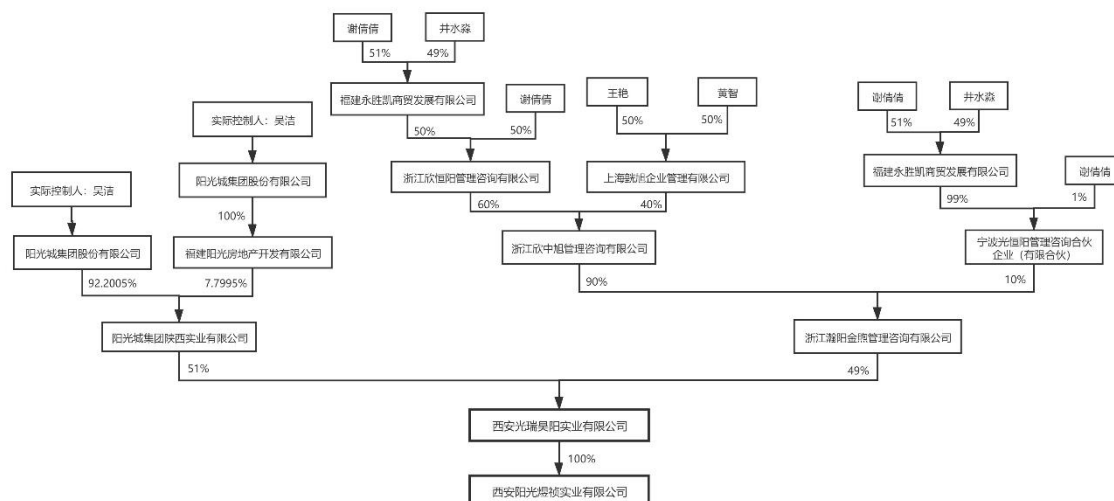 谢倩倩
井水淼
51%
49%
福建永胜凯商贸发展有限公司
谢倩倩
王艳
黄智
谢倩倩
井水淼
50%
50%
50%
50%
51%
49%
实际控制人：吴洁
阳光城集团股份有限公司
浙江欣恒阳管理咨询有限公司
上海皝旭企业管理有限公司
福建永胜凯商贸发展有限公司
谢倩倩
实际控制人：吴洁
100%
60%
40%
99%
1%
阳光城集团股份有限公司
福建阳光房地产开发有限公司
浙江欣中旭管理咨询有限公司
宁波光恒阳管理咨询合伙
企业（有限合伙）
92.2005%
7.7995%
90%
10%
阳光城集团陕西实业有限公司
浙江瀚阳金煦管理咨询有限公司
51%
49%
西安光瑞昊阳实业有限公司
100%
西安阳光煜祯实业有限公司